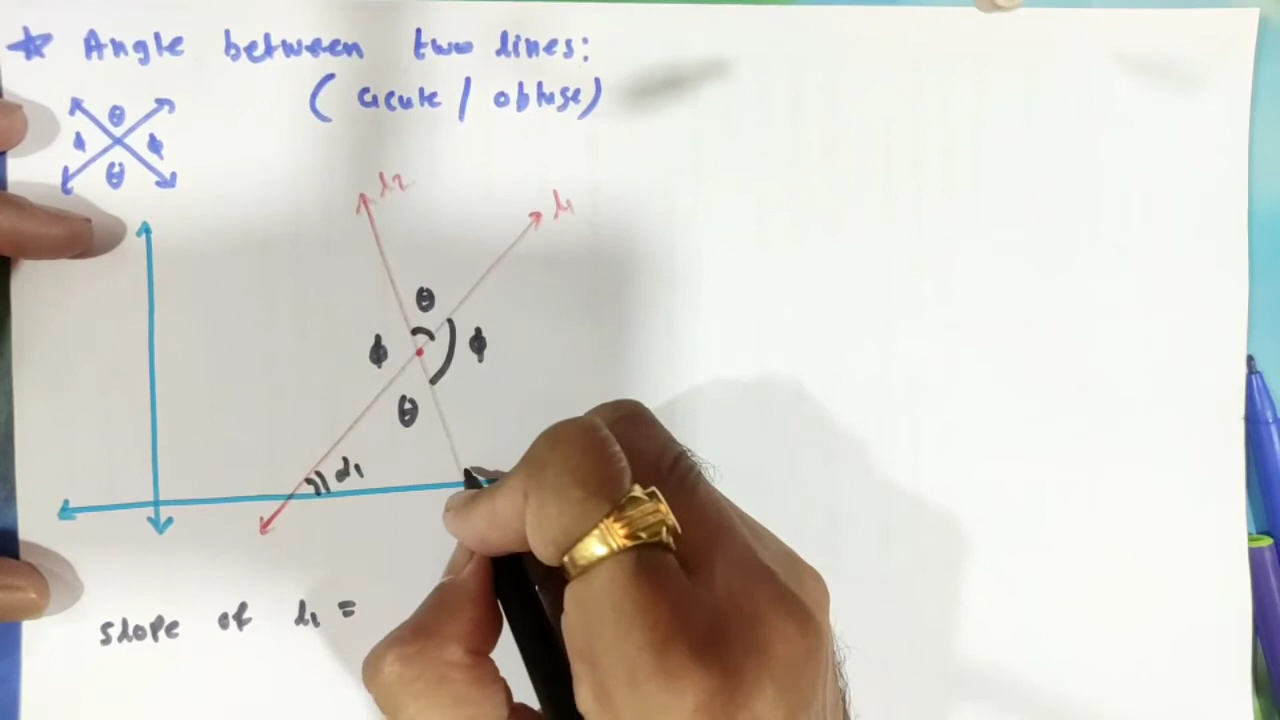 ★ Angle between two lines:
(acute / obtuse)
θ
ϕ ϕ
θ
l2 l1
θ
ϕ ϕ
θ
α1
slope of l1 =